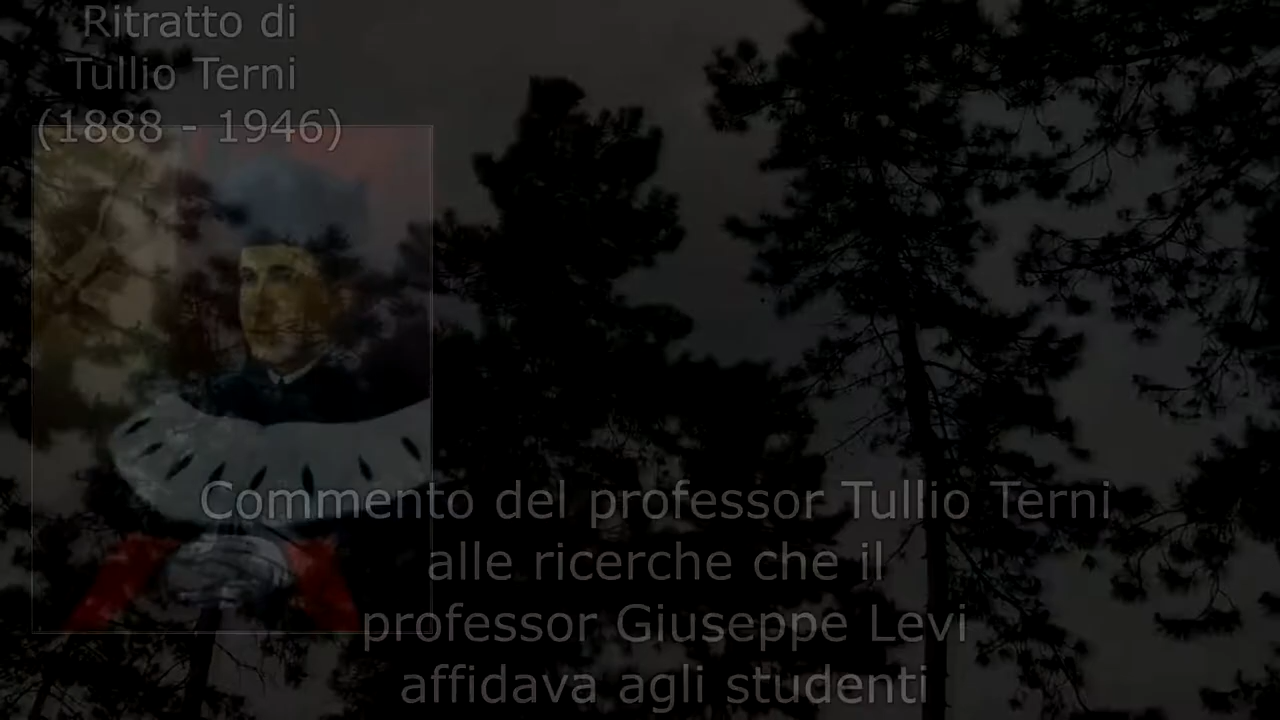 Ritratto di
Tullio Terni
(1888 - 1946)
Commento del professor Tullio Terni
alle ricerche che il
professor Giuseppe Levi
affidava agli studenti